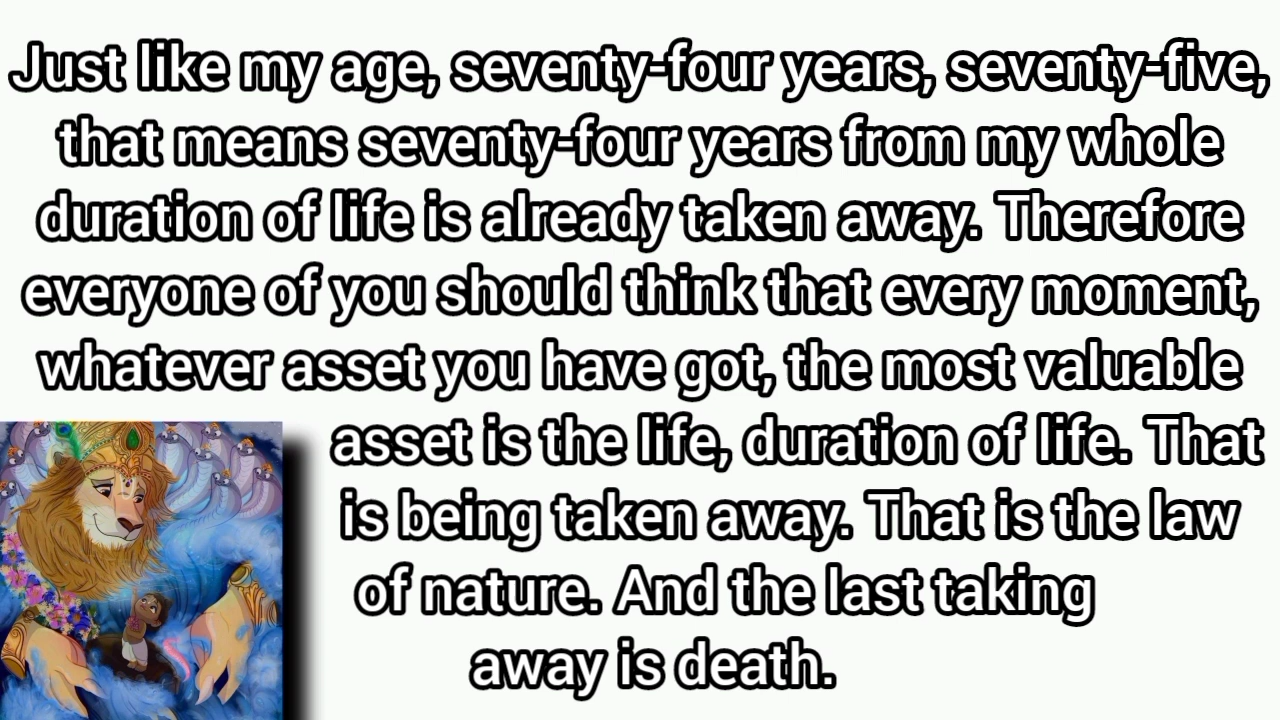 Just like my age, seventy-four years, seventy-five,
that means seventy-four years from my whole
duration of life is already taken away. Therefore
everyone of you should think that every moment,
whatever asset you have got, the most valuable
asset is the life, duration of life. That
is being taken away. That is the law
of nature. And the last taking
away is death.